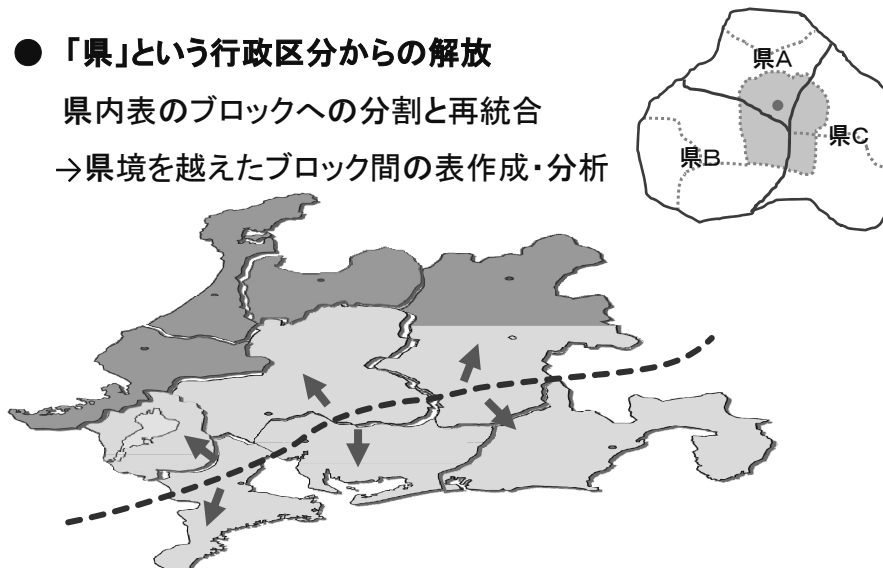 ● 「県」という行政区分からの解放
県内表のブロックへの分割と再統合
→県境を越えたブロック間の表作成・分析
県A
県B
県C